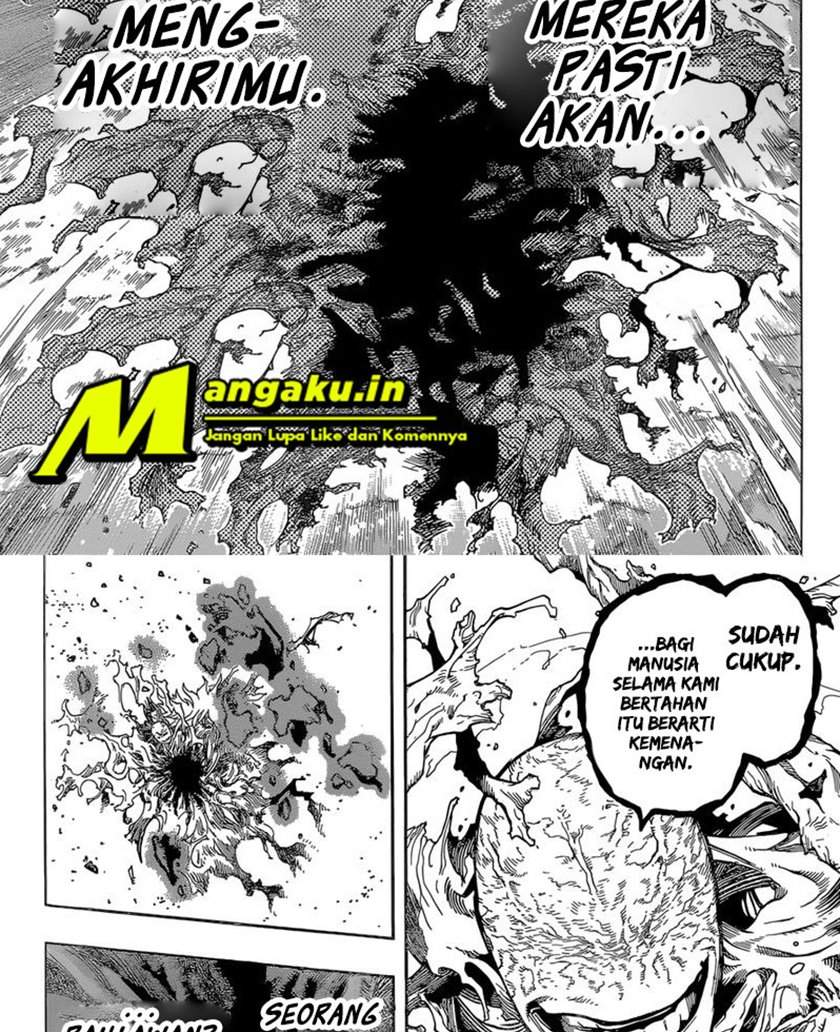 MEREKA
PASTI
AKAN...
MENG-
AKHIRIMU.
Mangaku.in
Jangan Lupa Like dan Komennya
SUDAH
CUKUP.
...BAGI
MANUSIA
SELAMA KAMI
BERTAHAN
ITU BERARTI
KEMENA-
NGAN.
SEORANG
...